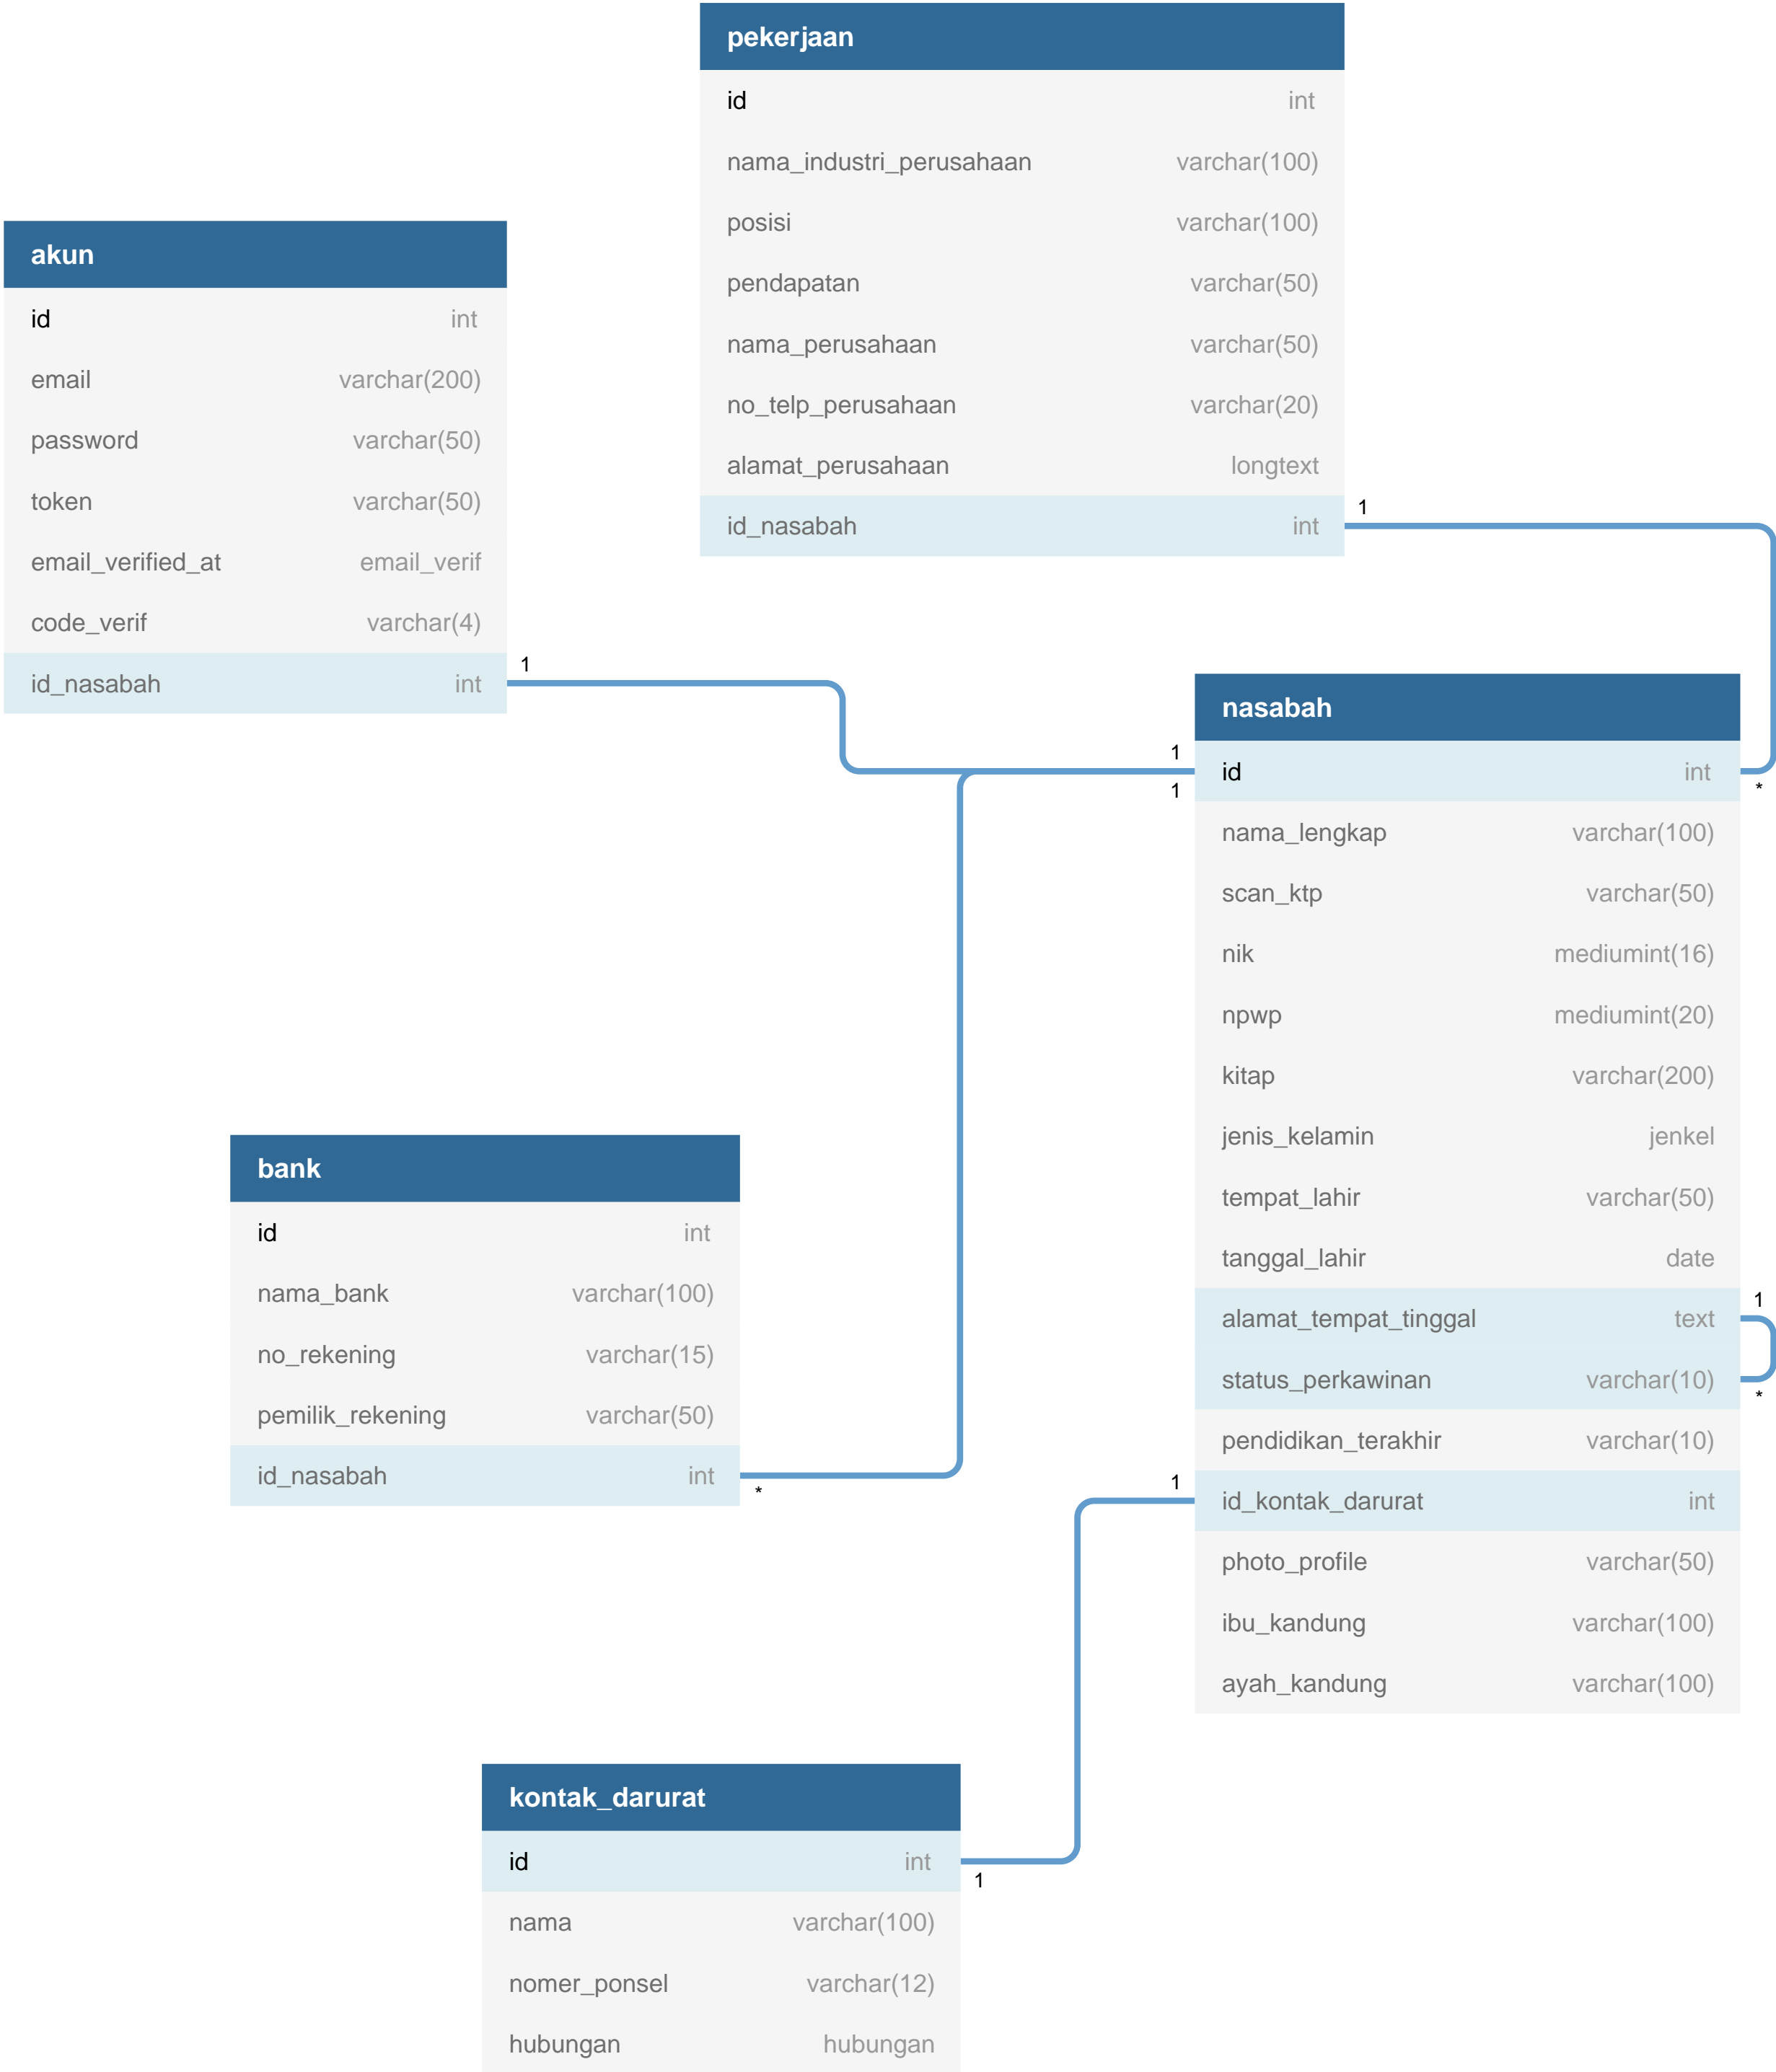 pekerjaan
id int
nama_industri_perusahaan varchar(100)
posisi varchar(100)
pendapatan varchar(50)
nama_perusahaan varchar(50)
no_telp_perusahaan varchar(20)
alamat_perusahaan longtext
id_nasabah int
1
*
akun
id int
email varchar(200)
password varchar(50)
token varchar(50)
email_verified_at email_verif
code_verif varchar(4)
id_nasabah int
1
1
1
nasabah
id int
nama_lengkap varchar(100)
scan_ktp varchar(50)
nik mediumint(16)
npwp mediumint(20)
kitap varchar(200)
jenis_kelamin jenkel
tempat_lahir varchar(50)
tanggal_lahir date
alamat_tempat_tinggal text
1
status_perkawinan varchar(10)
*
pendidikan_terakhir varchar(10)
1
id_kontak_darurat int
photo_profile varchar(50)
ibu_kandung varchar(100)
ayah_kandung varchar(100)
bank
id int
nama_bank varchar(100)
no_rekening varchar(15)
pemilik_rekening varchar(50)
id_nasabah int
*
kontak_darurat
id int
1
nama varchar(100)
nomer_ponsel varchar(12)
hubungan hubungan